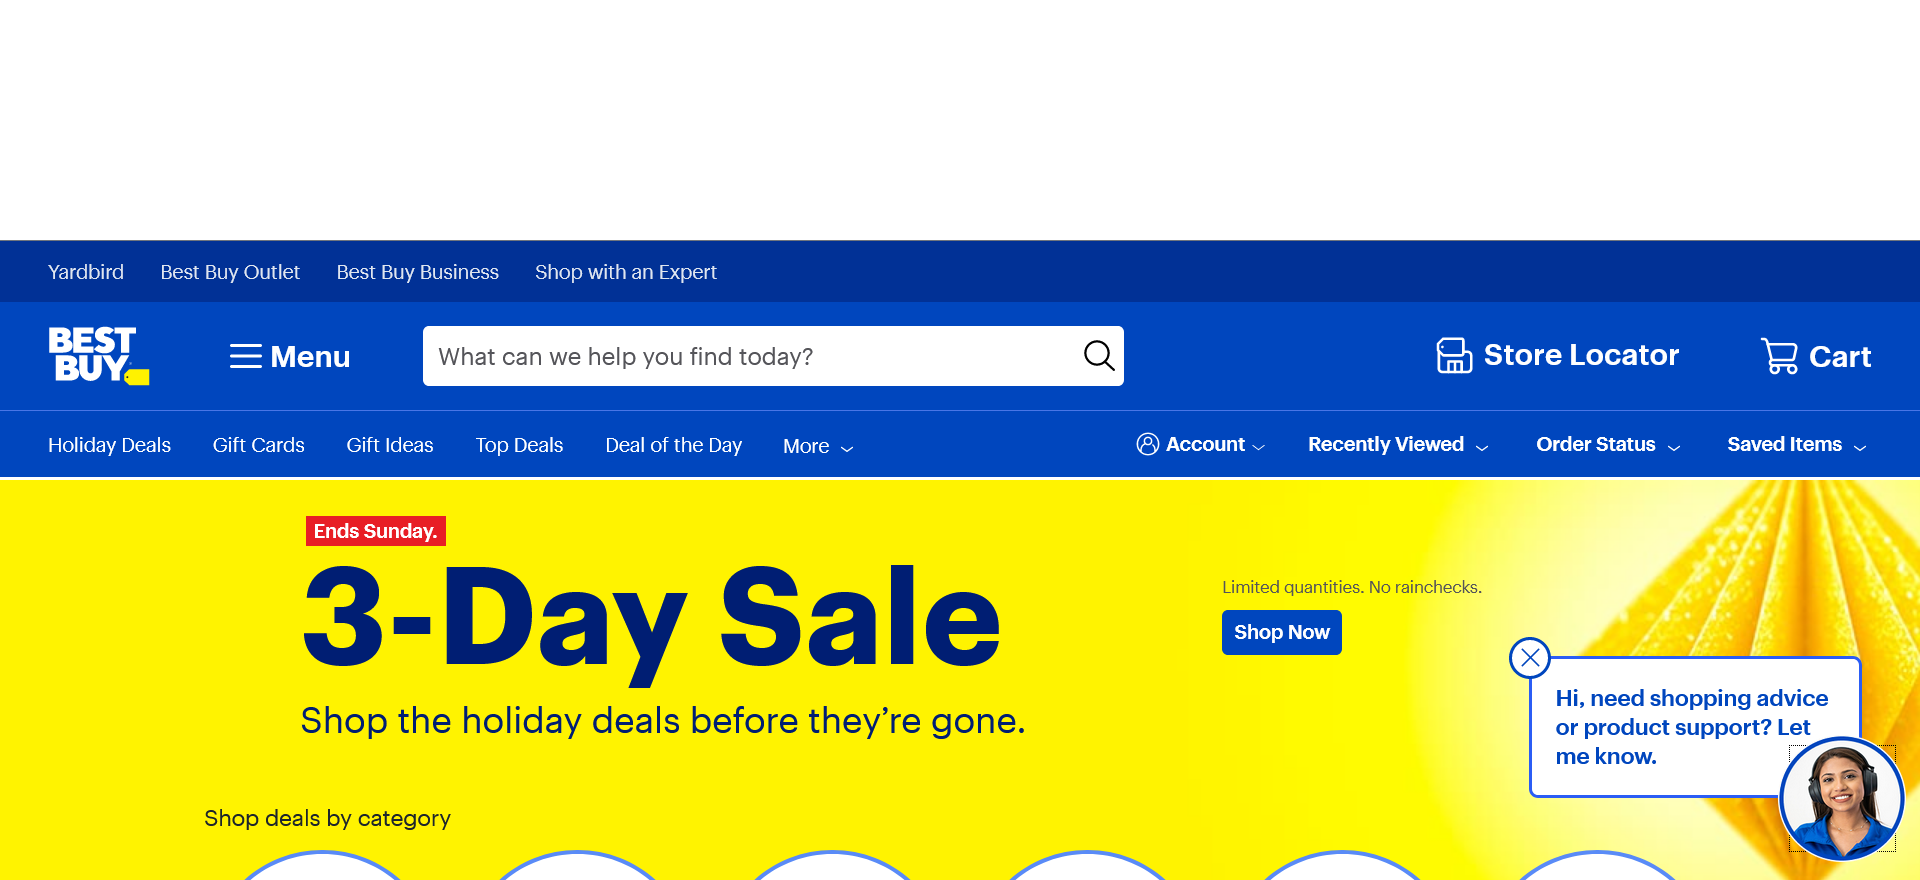 Yardbird Best Buy Outlet Best Buy Business Shop with an Expert
BEST
BUY
Menu
What can we help you find today?
Store Locator
Cart
Holiday Deals Gift Cards Gift Ideas Top Deals Deal of the Day More
Account Recently Viewed Order Status Saved Items
Ends Sunday.
3-Day Sale
Shop the holiday deals before they’re gone.
Limited quantities. No rainchecks.
Shop Now
Hi, need shopping advice
or product support? Let
me know.
Shop deals by category